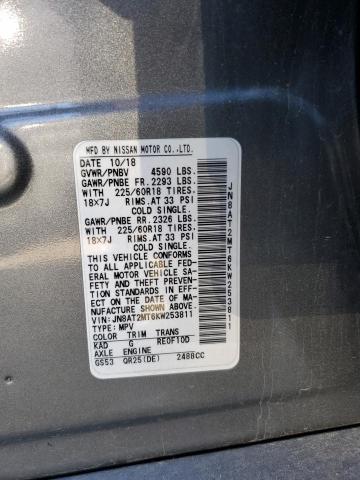 MFD BY NISSAN MOTOR CO.,LTD.
DATE 10/18
GVWR/PNBV 4590 LBS.
GAWR/PNBE FR. 2293 LBS.
WITH 225/60R18 TIRES.
18X7J RIMS.AT 33 PSI
COLD SINGLE.
GAWR/PNBE RR. 2326 LBS.
WITH 225/60R18 TIRES.
18X7J RIMS.AT 33 PSI
COLD SINGLE.
THIS VEHICLE CONFORMS
TO ALL APPLICABLE FED-
ERAL MOTOR VEHICLE SA-
FETY AND THEFT PREVENT-
ION STANDARDS IN EFF-
ECT ON THE DATE OF MAN-
UFACTURE SHOWN ABOVE.
VIN:JN8AT2MT6KW253811
TYPE:MPV
COLOR TRIM TRANS
KAD G RE0F10D
AXLE ENGINE
GS53 QR25(DE) 2488CC
JN8AT2MT6KW253811